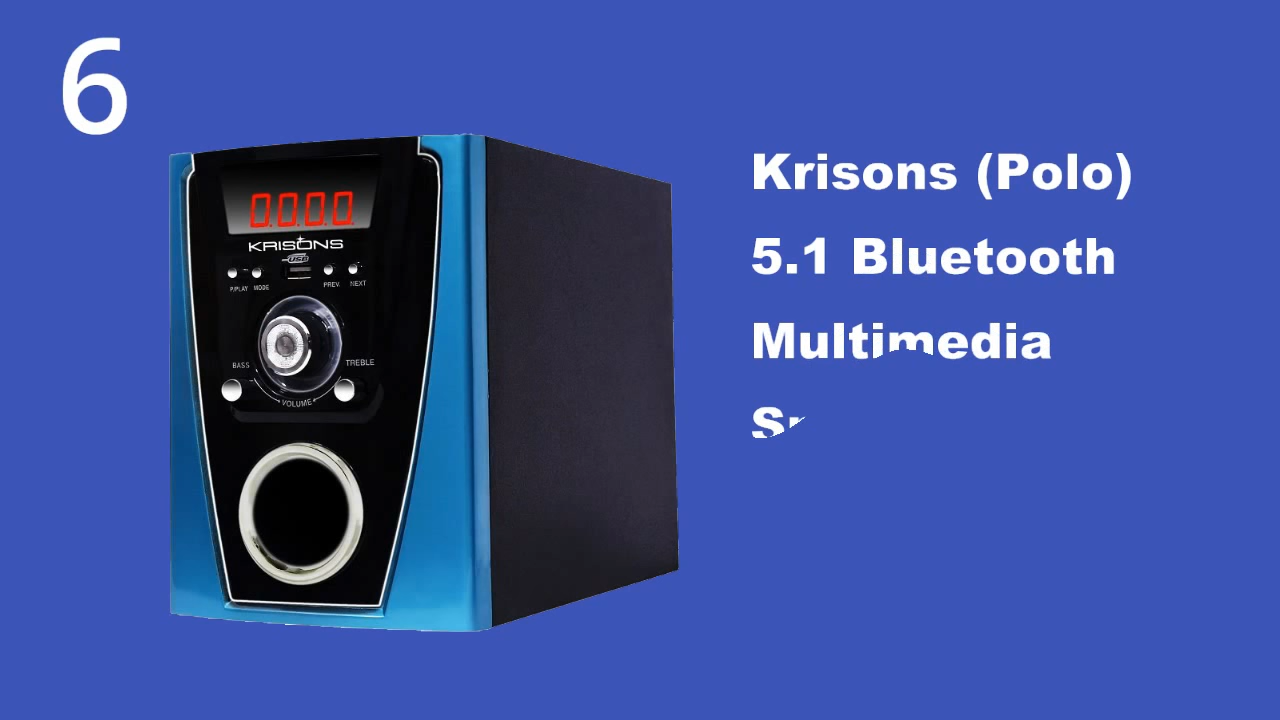 6
Krisons (Polo)
5.1 Bluetooth
Multimedia
0.0.0.0.
KRISONS
USB
P/PLAY MODE PREV. NEXT
BASS TREBLE
VOLUME